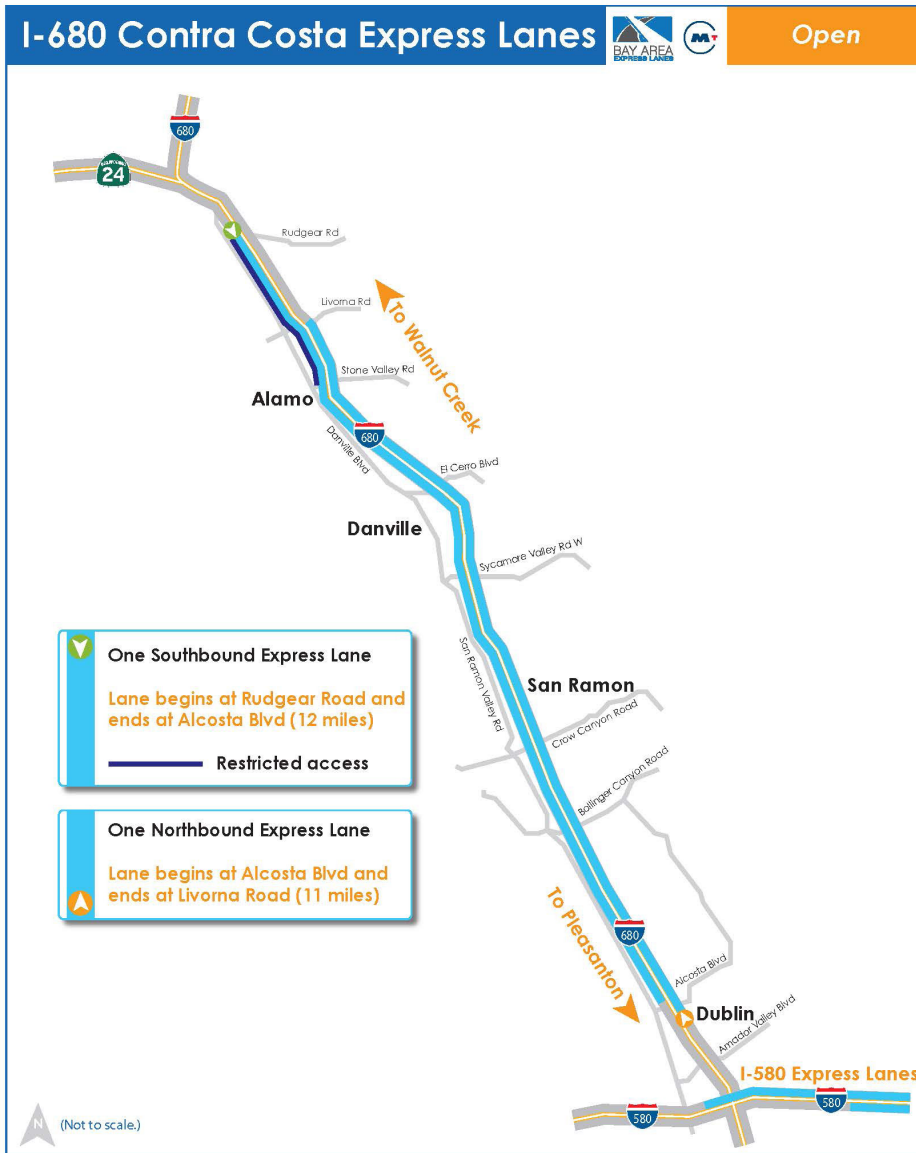 I-680 Contra Costa Express Lanes
BAY AREA
EXPRESS LANES
M T
Open
680
24
Rudgear Rd
Livorna Rd
To Walnut Creek
Stone Valley Rd
Alamo
680
Danville Blvd
El Cerro Blvd
Danville
Sycamore Valley Rd W
One Southbound Express Lane
Lane begins at Rudgear Road and
ends at Alcosta Blvd (12 miles)
Restricted access
San Ramon Valley Rd
San Ramon
Crow Canyon Road
Bollinger Canyon Road
One Northbound Express Lane
Lane begins at Alcosta Blvd and
ends at Livorna Road (11 miles)
To Pleasanton
680
Alcosta Blvd
Dublin
Amador Valley Blvd
I-580 Express Lanes
580
580
N
(Not to scale.)